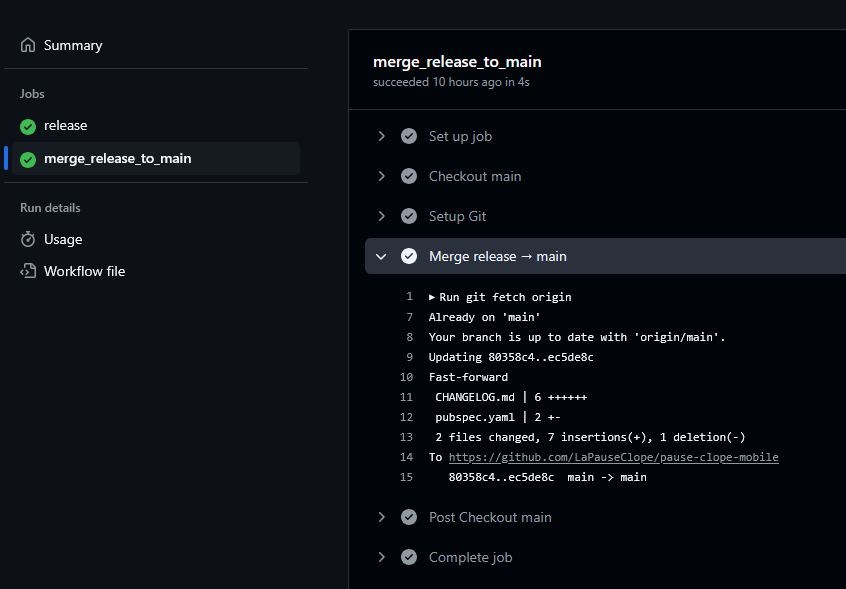 Summary
Jobs
release
merge_release_to_main
Run details
Usage
Workflow file
merge_release_to_main
succeeded 10 hours ago in 4s
Set up job
Checkout main
Setup Git
Merge release → main
1 ▶ Run git fetch origin
7 Already on 'main'
8 Your branch is up to date with 'origin/main'.
9 Updating 80358c4..ec5de8c
10 Fast-forward
11 CHANGELOG.md | 6 ++++++
12 pubspec.yaml | 2 +-
13 2 files changed, 7 insertions(+), 1 deletion(-)
14 To https://github.com/LaPauseClope/pause-clope-mobile
15 80358c4..ec5de8c main -> main
Post Checkout main
Complete job